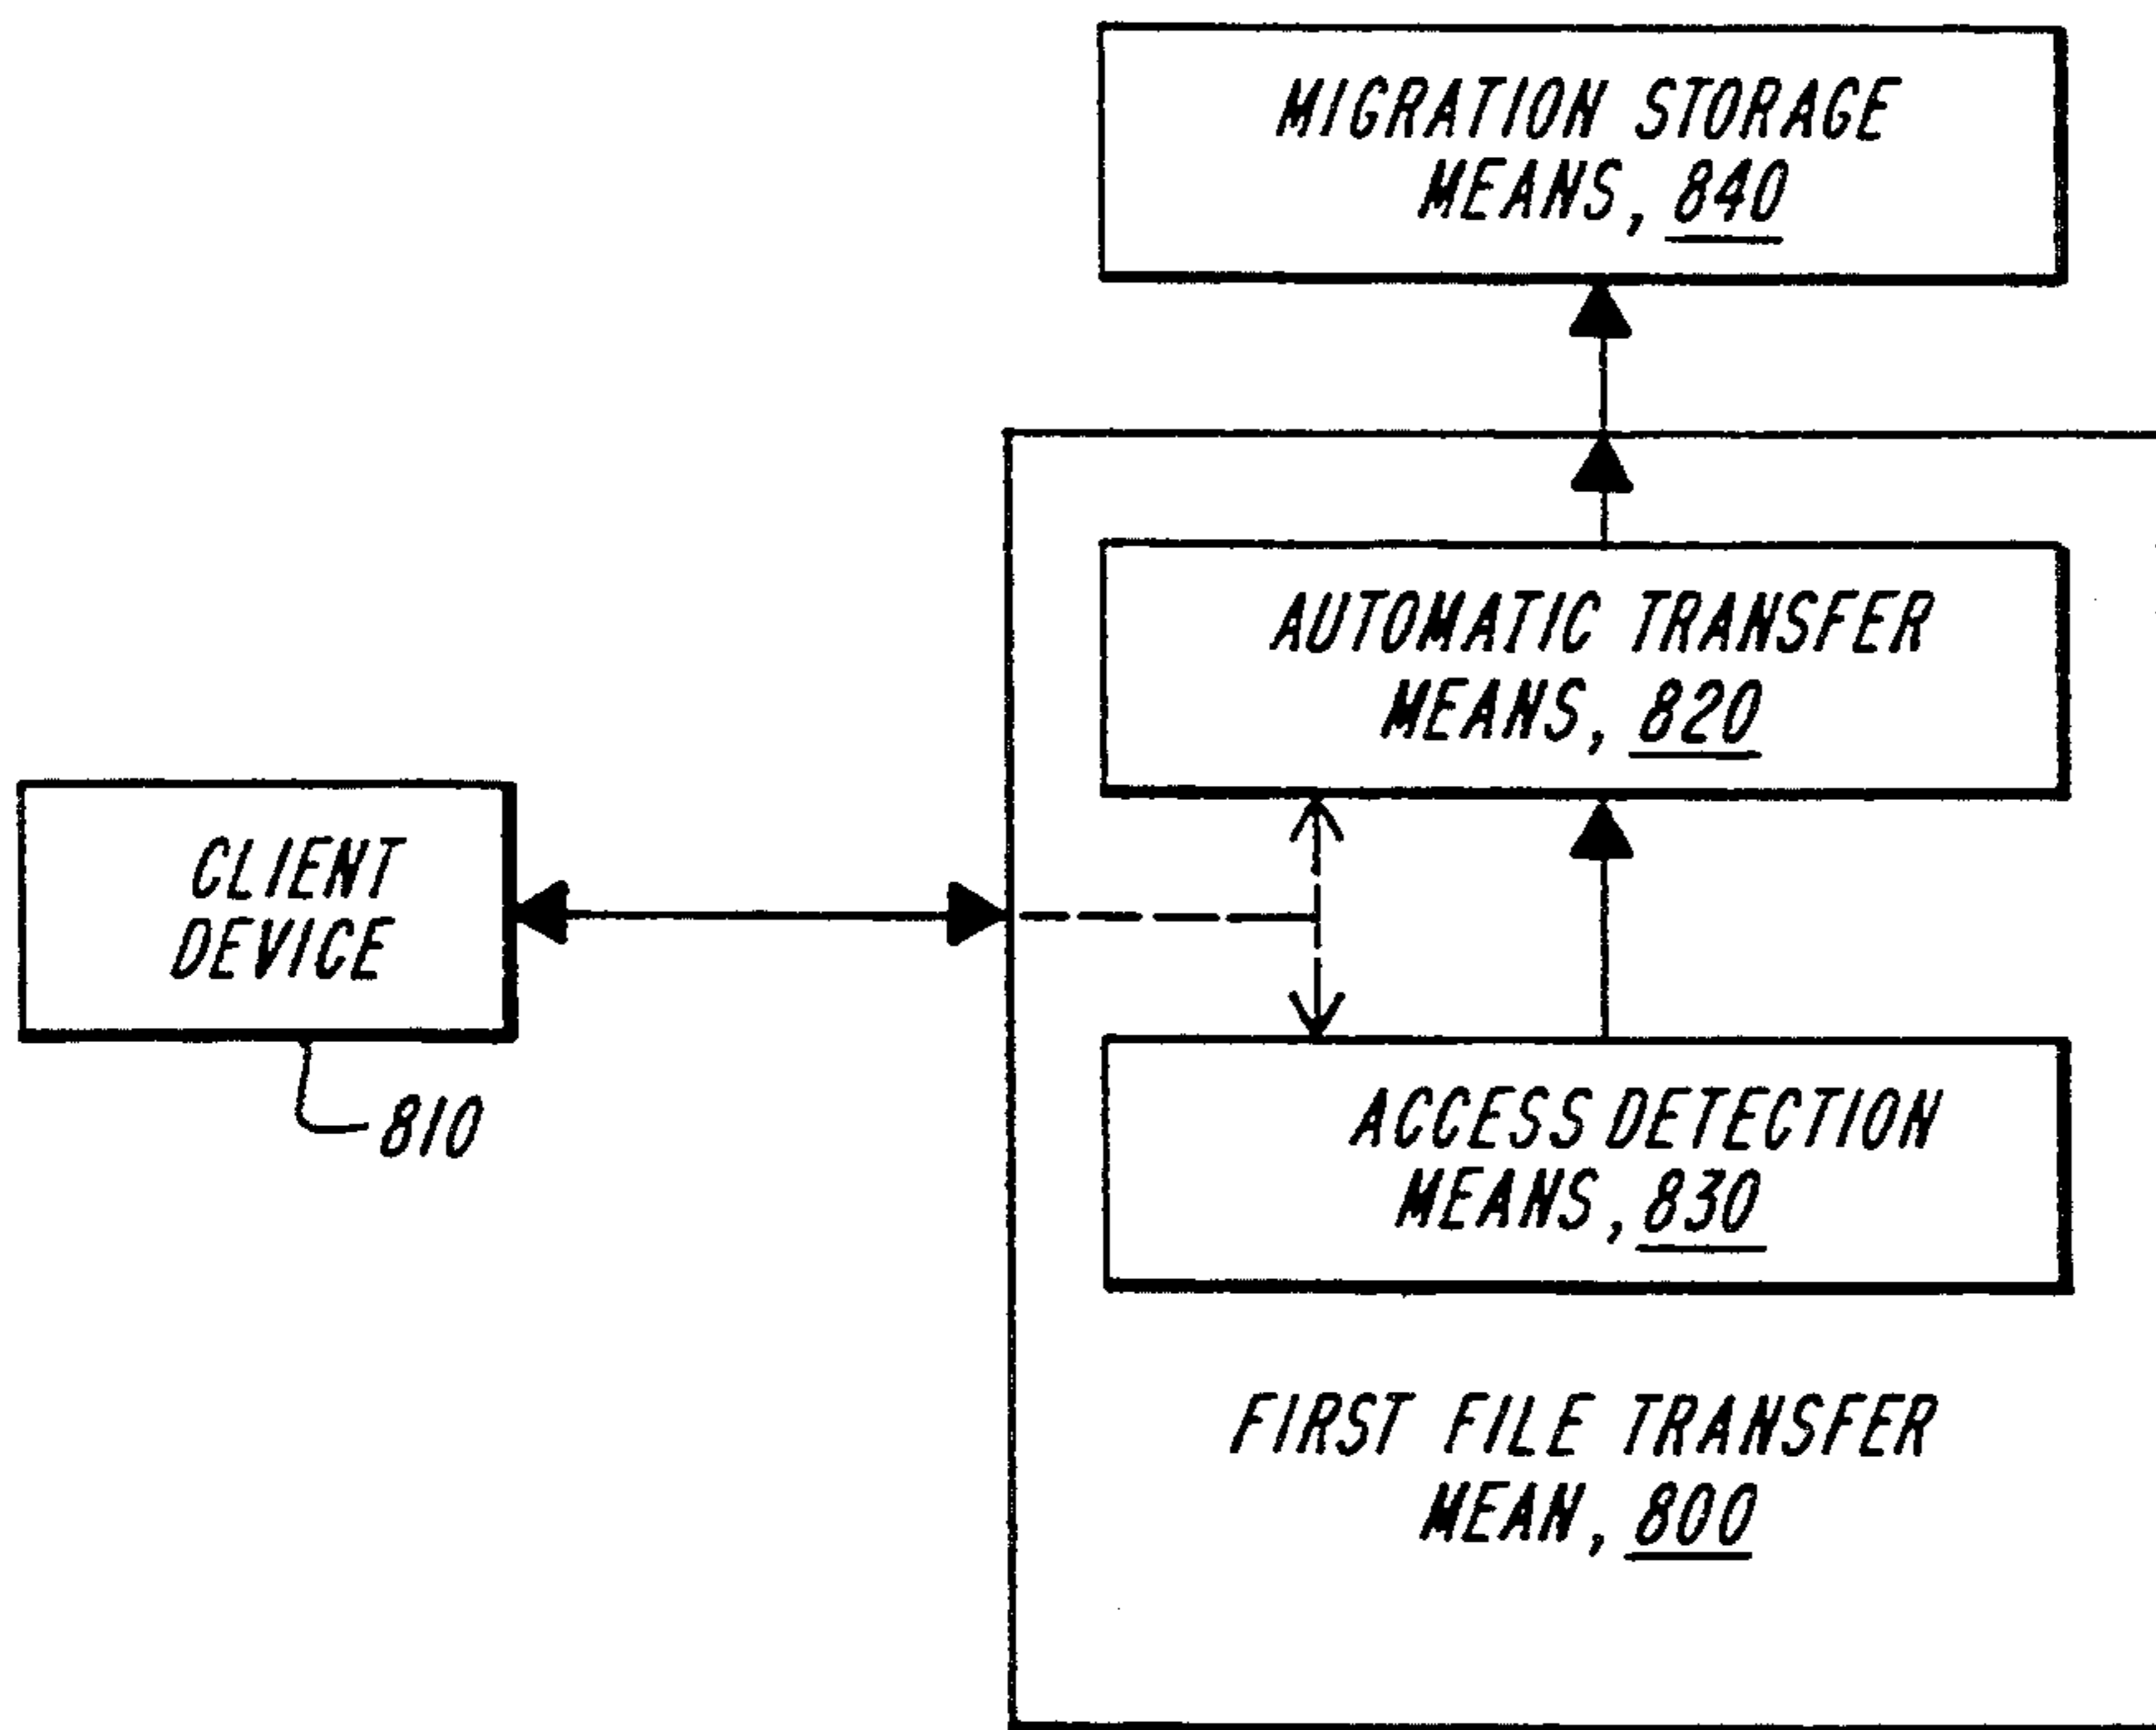 MIGRATION STORAGE
MEANS, 840
AUTOMATIC TRANSFER
MEANS, 820
CLIENT
DEVICE
810
ACCESS DETECTION
MEANS, 830
FIRST FILE TRANSFER
MEAN, 800